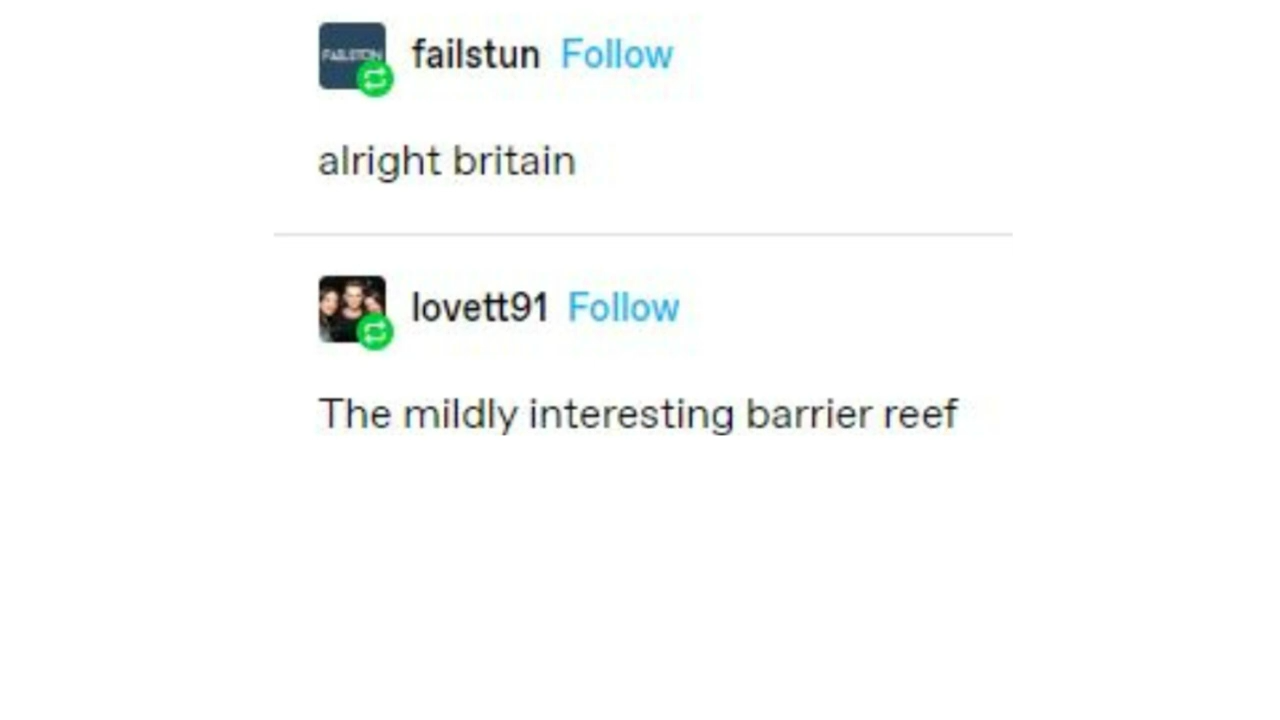 failstun Follow
alright britain
lovett91 Follow
The mildly interesting barrier reef